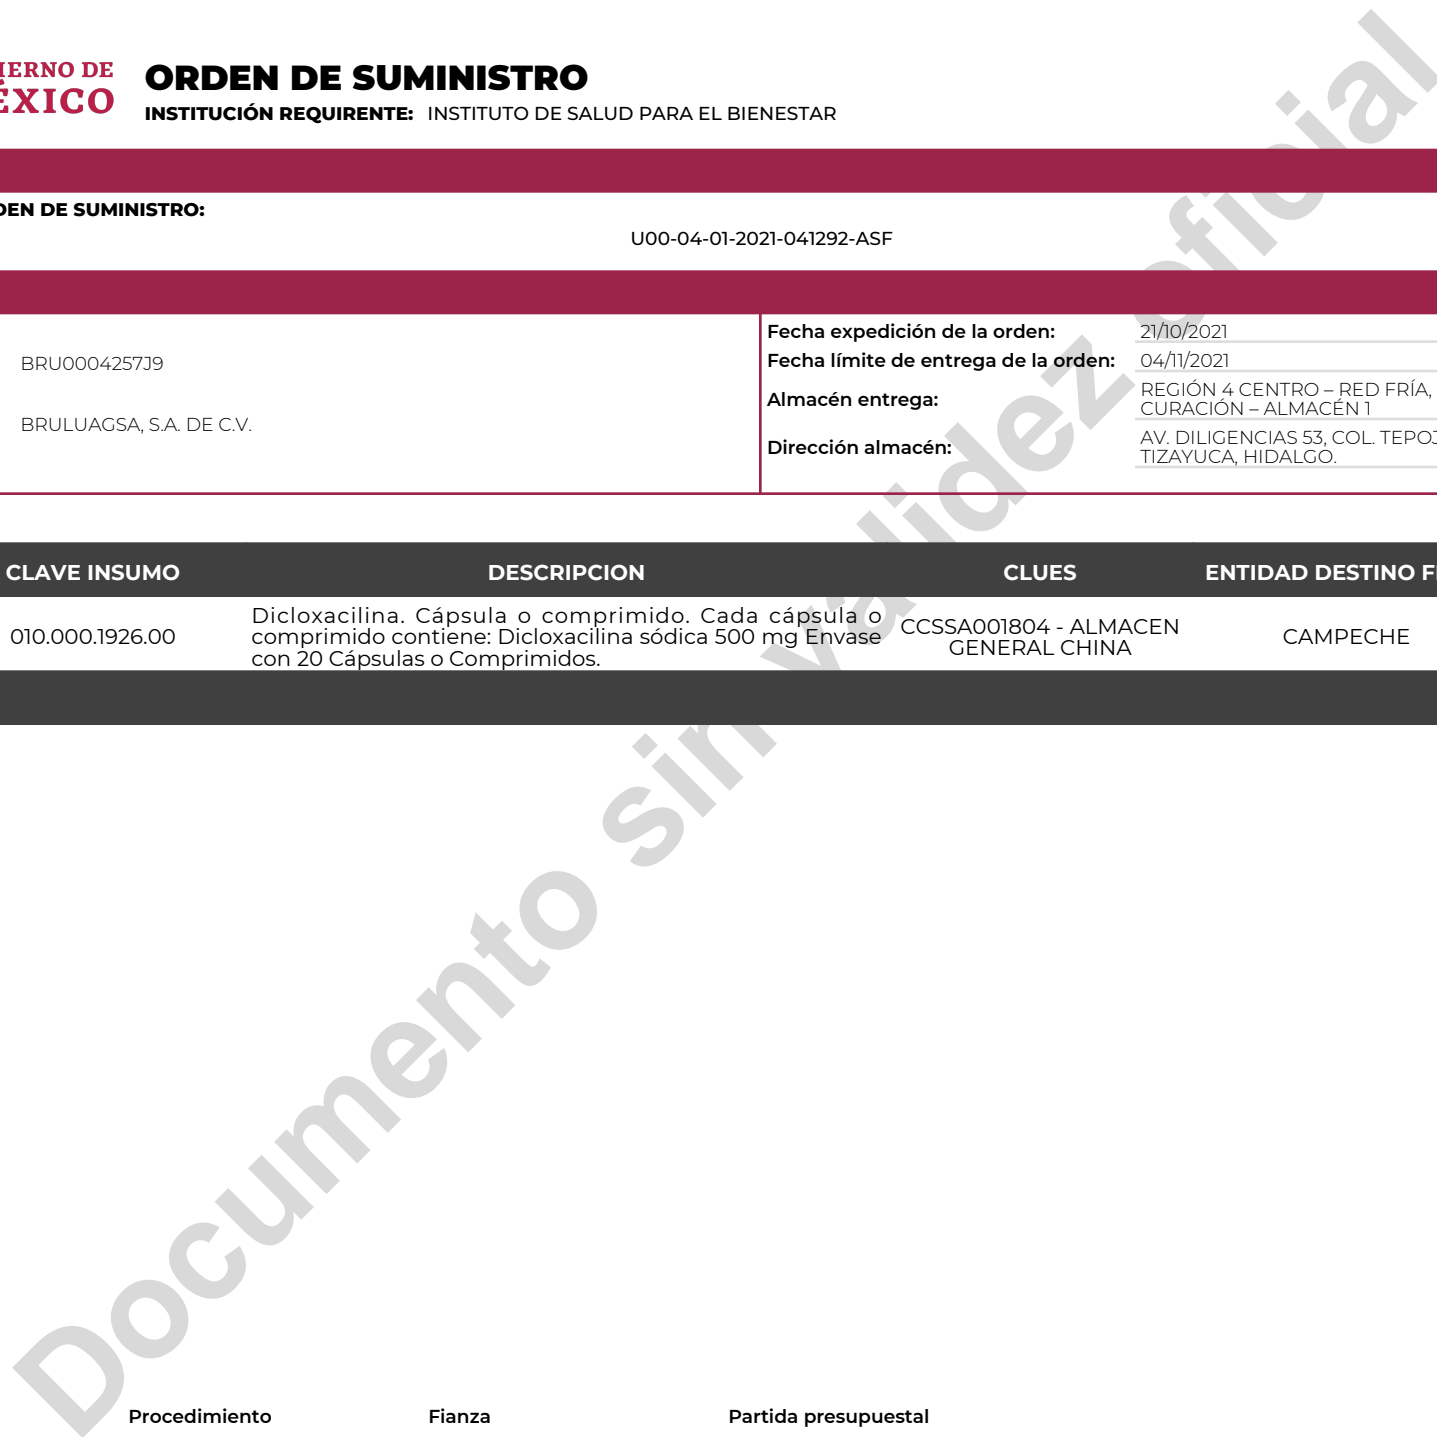 IERNO DE
ÉXICO
ORDEN DE SUMINISTRO
INSTITUCIÓN REQUIRENTE: INSTITUTO DE SALUD PARA EL BIENESTAR
DEN DE SUMINISTRO:
U00-04-01-2021-041292-ASF
BRU0004257J9
BRULUAGSA, S.A. DE C.V.
Fecha expedición de la orden: 21/10/2021
Fecha límite de entrega de la orden: 04/11/2021
Almacén entrega: REGIÓN 4 CENTRO – RED FRÍA,
CURACIÓN – ALMACÉN 1
Dirección almacén: AV. DILIGENCIAS 53, COL. TEPOJ
TIZAYUCA, HIDALGO.
CLAVE INSUMO DESCRIPCION CLUES ENTIDAD DESTINO FI
010.000.1926.00
Dicloxacilina. Cápsula o comprimido. Cada cápsula o
comprimido contiene: Dicloxacilina sódica 500 mg Envase
con 20 Cápsulas o Comprimidos.
CCSSA001804 - ALMACEN
GENERAL CHINA
CAMPECHE
Documento sin validez oficial
Procedimiento Fianza Partida presupuestal